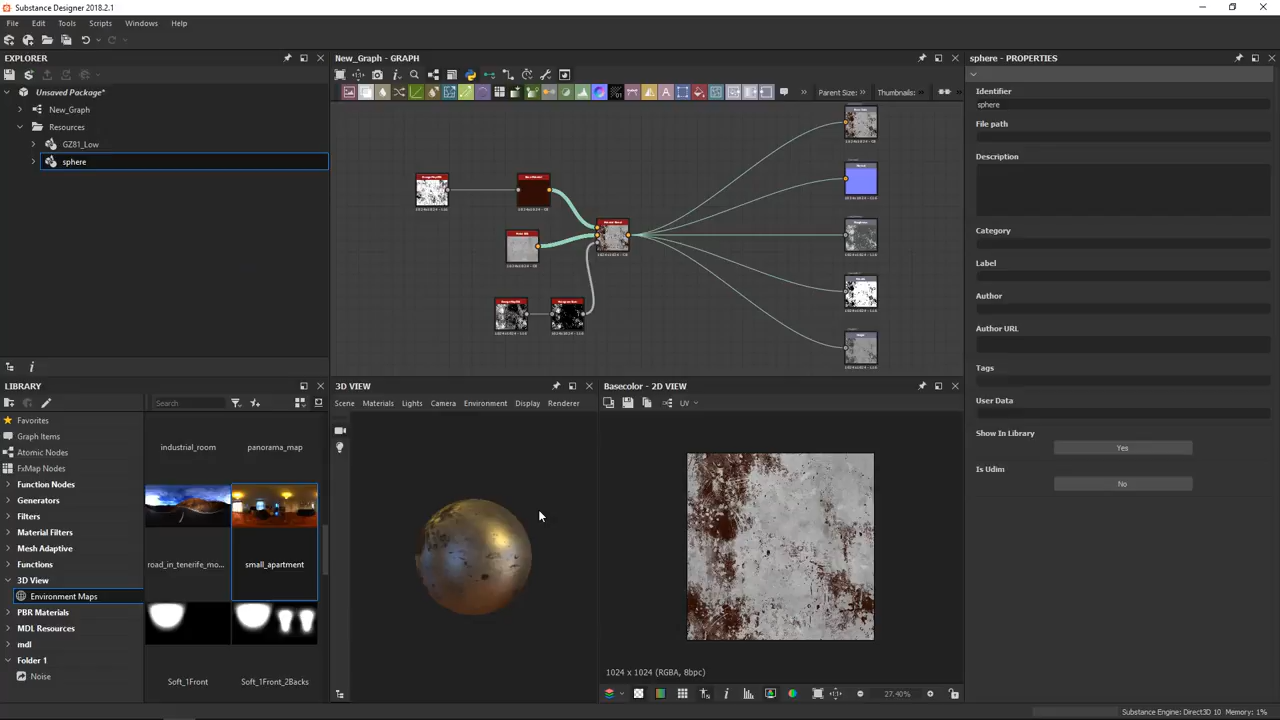 Substance Designer 2018.2.1
File Edit Tools Scripts Windows Help
EXPLORER
Unsaved Package*
New_Graph
Resources
GZ81_Low
sphere
LIBRARY
Search
Favorites
Graph Items
Atomic Nodes
FxMap Nodes
Function Nodes
Generators
Filters
Material Filters
Mesh Adaptive
Functions
3D View
Environment Maps
PBR Materials
MDL Resources
mdl
Folder 1
Noise
industrial_room panorama_map
road_in_tenerife_mo... small_apartment
Soft_1Front Soft_1Front_2Backs
New_Graph - GRAPH
Parent Size: Thumbnails:
3D VIEW
Scene Materials Lights Camera Environment Display Renderer
Basecolor - 2D VIEW
UV
1024 x 1024 (RGBA, 8bpc)
27.40%
sphere - PROPERTIES
Identifier
sphere
File path
Description
Category
Label
Author
Author URL
Tags
User Data
Show In Library
Yes
Is Udim
No
Substance Engine: Direct3D 10 Memory: 1%